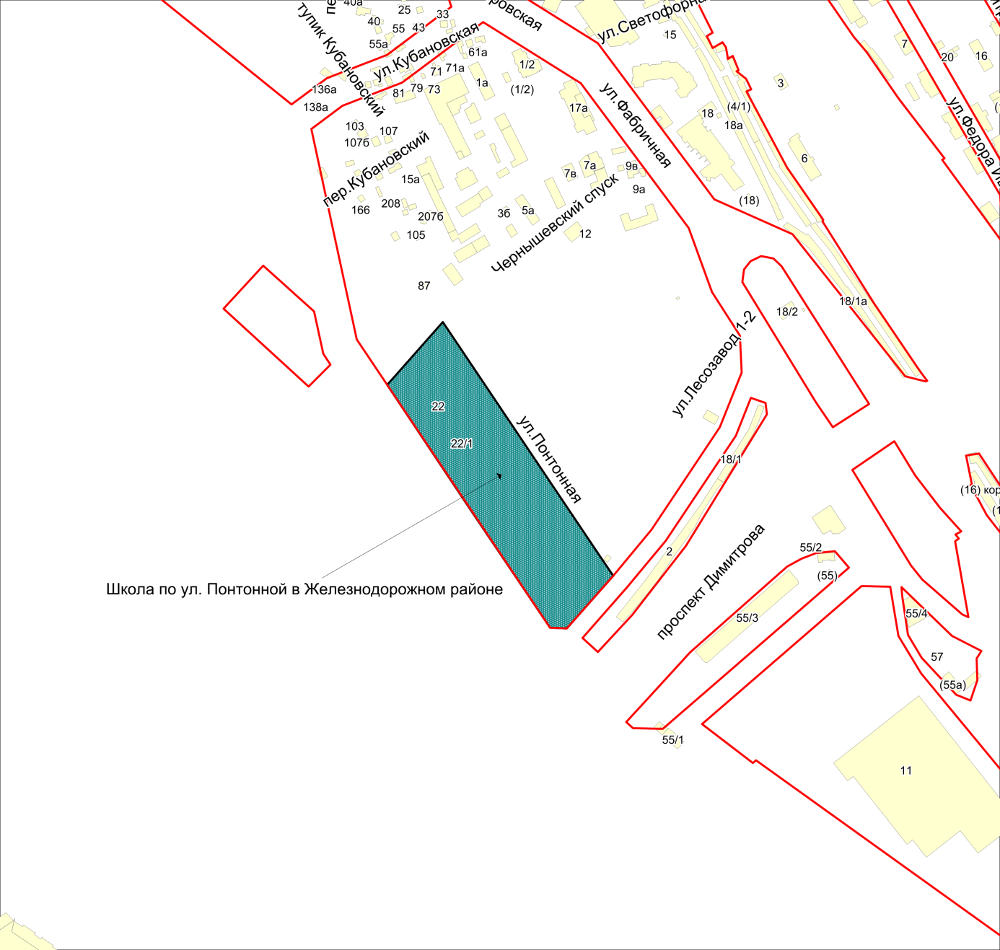 40а
25
33
ул.Светофорна
40
55
43
15
55а
ул.Кубановская
61а
7
20
16
тупик Кубановский
71
71а
1/2
1а
(1/2)
3
136а
81
79
73
138а
17а
ул.Фабричная
18
(4/1)
18а
ул.Федора
103
107
107б
пер.Кубановский
6
15а
7в
7а
9в
9а
Чернышевский спуск
(18)
166
208
207б
3б
5а
105
12
87
18/2
18/1а
ул.Лесозавод 1-2
22
22/1
ул.Понтонная
18/1
(16) кор
2
проспект Димитрова
55/2
(55)
Школа по ул. Понтонной в Железнодорожном районе
55/3
55/4
57
(55а)
55/1
11